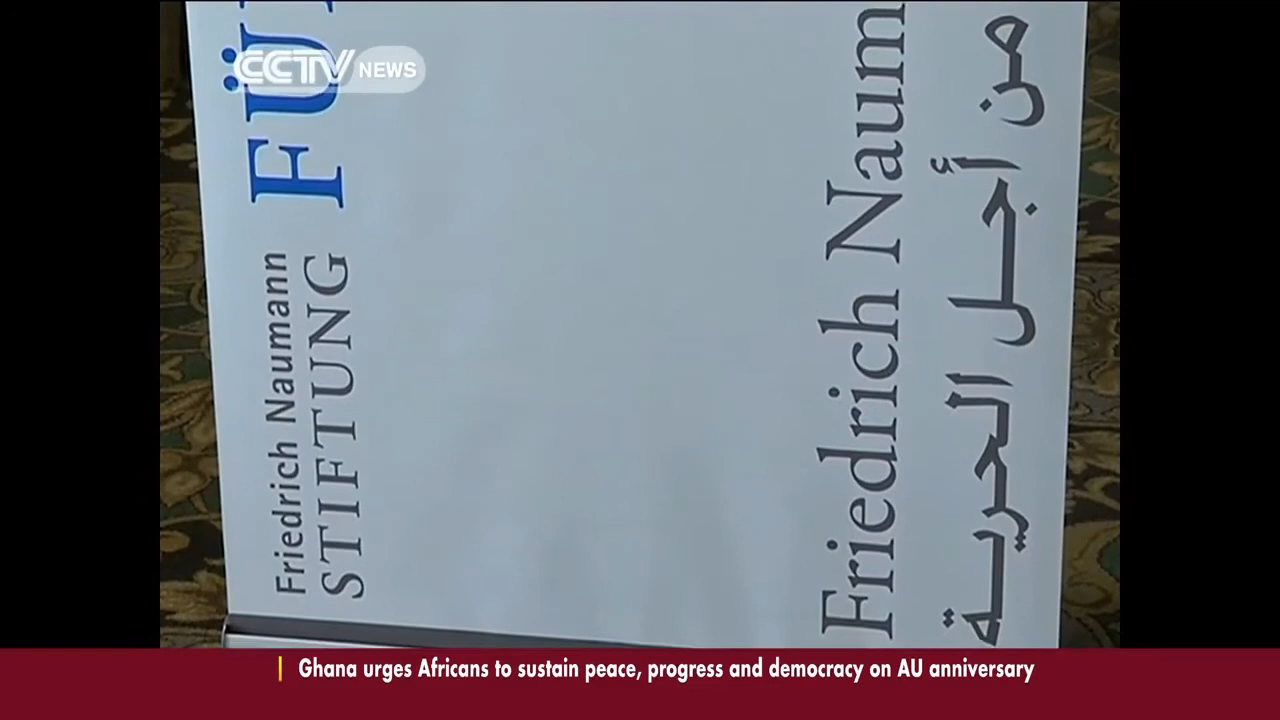 CCTV NEWS
Friedrich Naumann
STIFTUNG FÜ
Friedrich Naum
من أجل الحرية
Ghana urges Africans to sustain peace, progress and democracy on AU anniversary